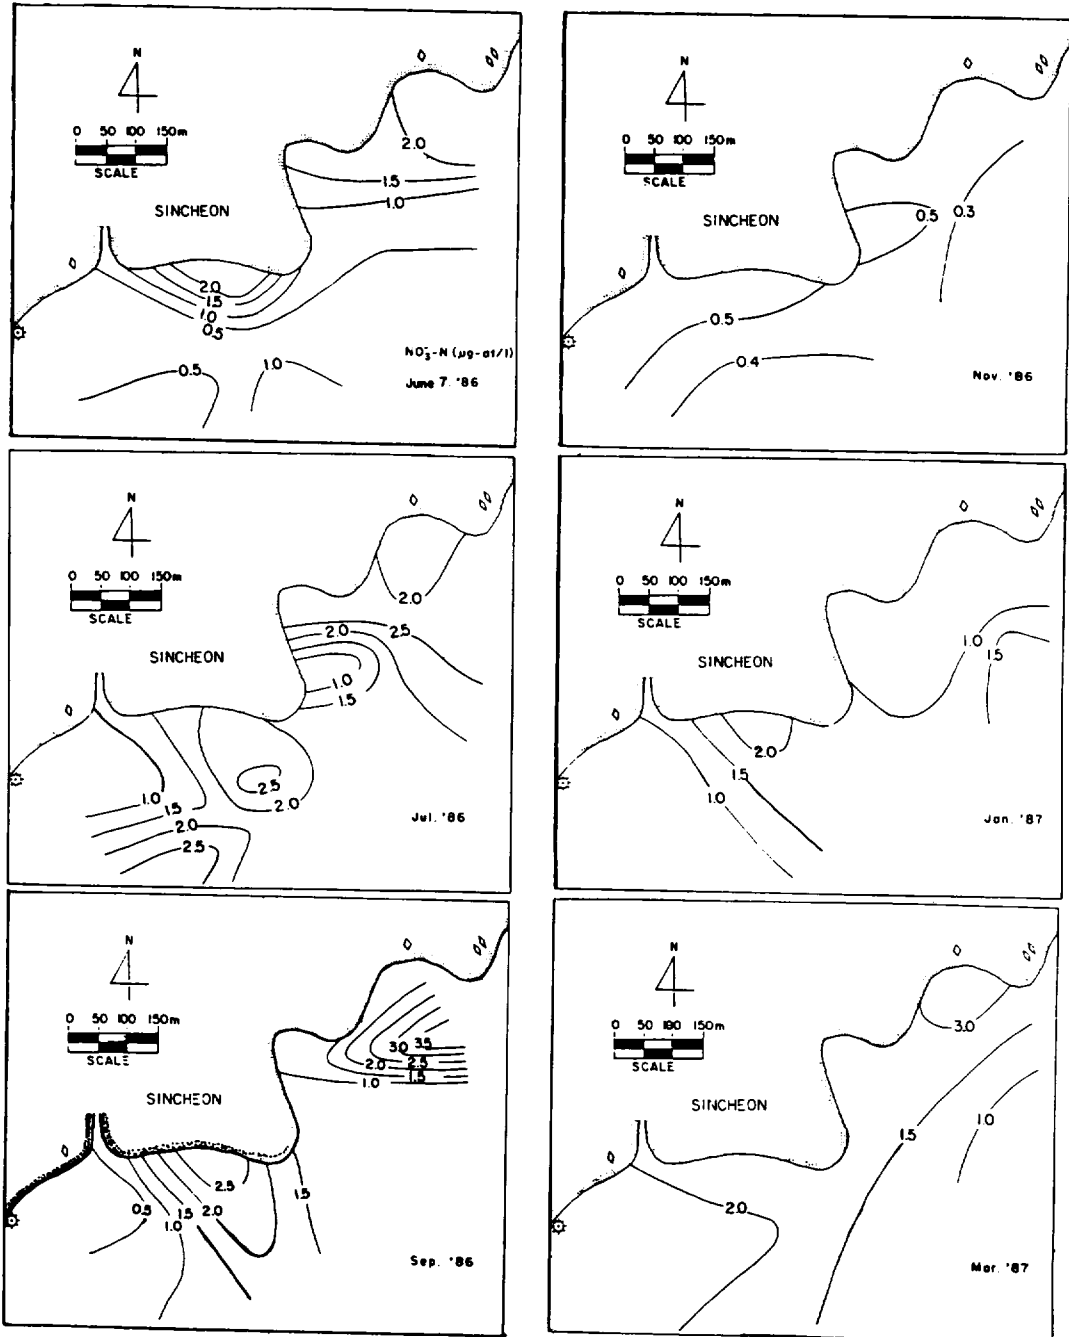 N
0 50 100 150m
SCALE
SINCHEON
2.0
1.5
1.0
2.0
1.5
1.0
0.5
0.5
1.0
NO₃⁻-N (µg-at/l)
June 7. '86
N
0 50 100 150m
SCALE
SINCHEON
0.5
0.3
0.5
0.4
Nov. '86
N
0 50 100 150m
SCALE
SINCHEON
2.0
2.0
2.5
1.0
1.5
2.5
2.0
1.0
1.5
2.0
2.5
Jul. '86
N
0 50 100 150m
SCALE
SINCHEON
1.0
1.5
2.0
1.5
1.0
Jan. '87
N
0 50 100 150m
SCALE
SINCHEON
3.0
3.5
2.0
2.5
1.5
1.0
2.5
1.5
2.0
1.5
0.5
1.0
Sep. '86
N
0 50 100 150m
SCALE
SINCHEON
3.0
1.0
1.5
2.0
Mar. '87